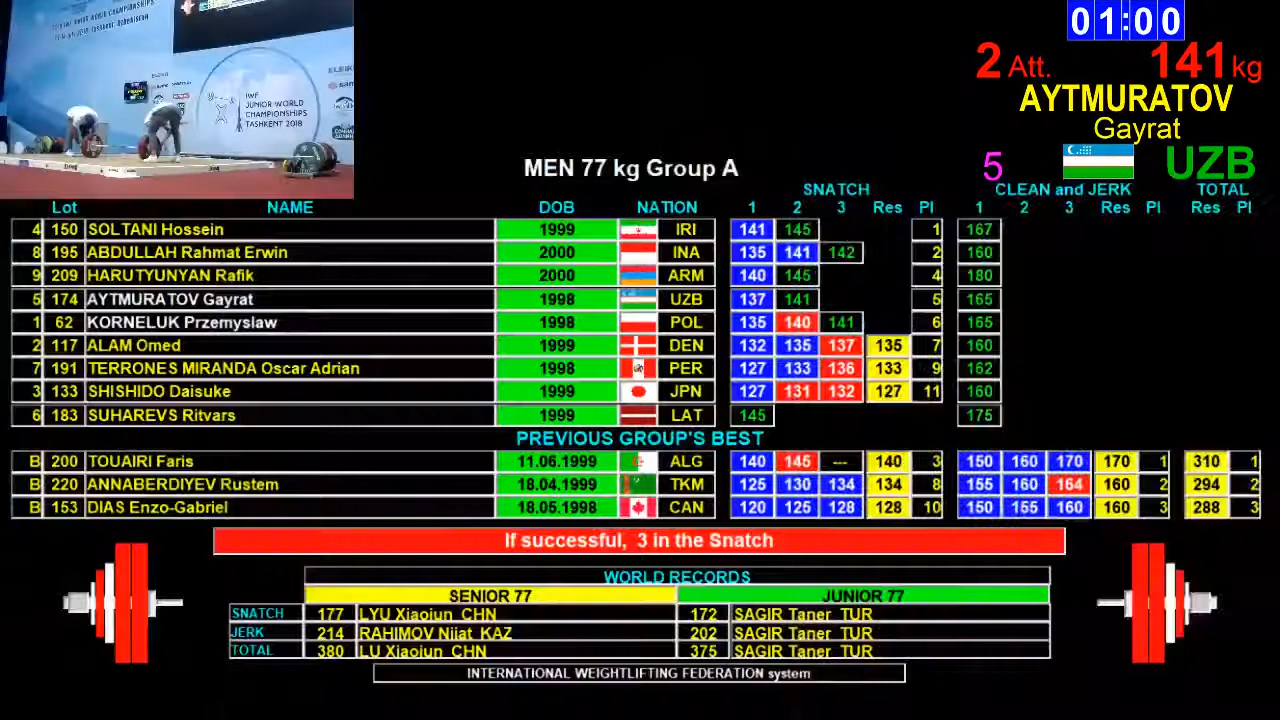 IWF JUNIOR WORLD CHAMPIONSHIPS
IWF
JUNIOR WORLD
CHAMPIONSHIPS
TASHKENT 2018
ELEIKO
01:00
2 Att. 141kg
AYTMURATOV
Gayrat
5 UZB
MEN 77 kg Group A
SNATCH CLEAN and JERK TOTAL
Lot NAME DOB NATION 1 2 3 Res Pl 1 2 3 Res Pl Res Pl
4 150 SOLTANI Hossein 1999 IRI 141 145 1 167
8 195 ABDULLAH Rahmat Erwin 2000 INA 135 141 142 2 160
9 209 HARUTYUNYAN Rafik 2000 ARM 140 145 4 180
5 174 AYTMURATOV Gayrat 1998 UZB 137 141 5 165
1 62 KORNELUK Przemyslaw 1998 POL 135 140 141 6 165
2 117 ALAM Omed 1999 DEN 132 135 137 135 7 160
7 191 TERRONES MIRANDA Oscar Adrian 1998 PER 127 133 136 133 9 162
3 133 SHISHIDO Daisuke 1999 JPN 127 131 132 127 11 160
6 183 SUHAREVS Ritvars 1999 LAT 145 175
PREVIOUS GROUP'S BEST
B 200 TOUAIRI Faris 11.06.1999 ALG 140 145 --- 140 3 150 160 170 170 1 310 1
B 220 ANNABERDIYEV Rustem 18.04.1999 TKM 125 130 134 134 8 155 160 164 160 2 294 2
B 153 DIAS Enzo-Gabriel 18.05.1998 CAN 120 125 128 128 10 150 155 160 160 3 288 3
If successful, 3 in the Snatch
WORLD RECORDS
SENIOR 77 JUNIOR 77
SNATCH 177 LYU Xiaojun CHN 172 SAGIR Taner TUR
JERK 214 RAHIMOV Nijat KAZ 202 SAGIR Taner TUR
TOTAL 380 LU Xiaojun CHN 375 SAGIR Taner TUR
INTERNATIONAL WEIGHTLIFTING FEDERATION system